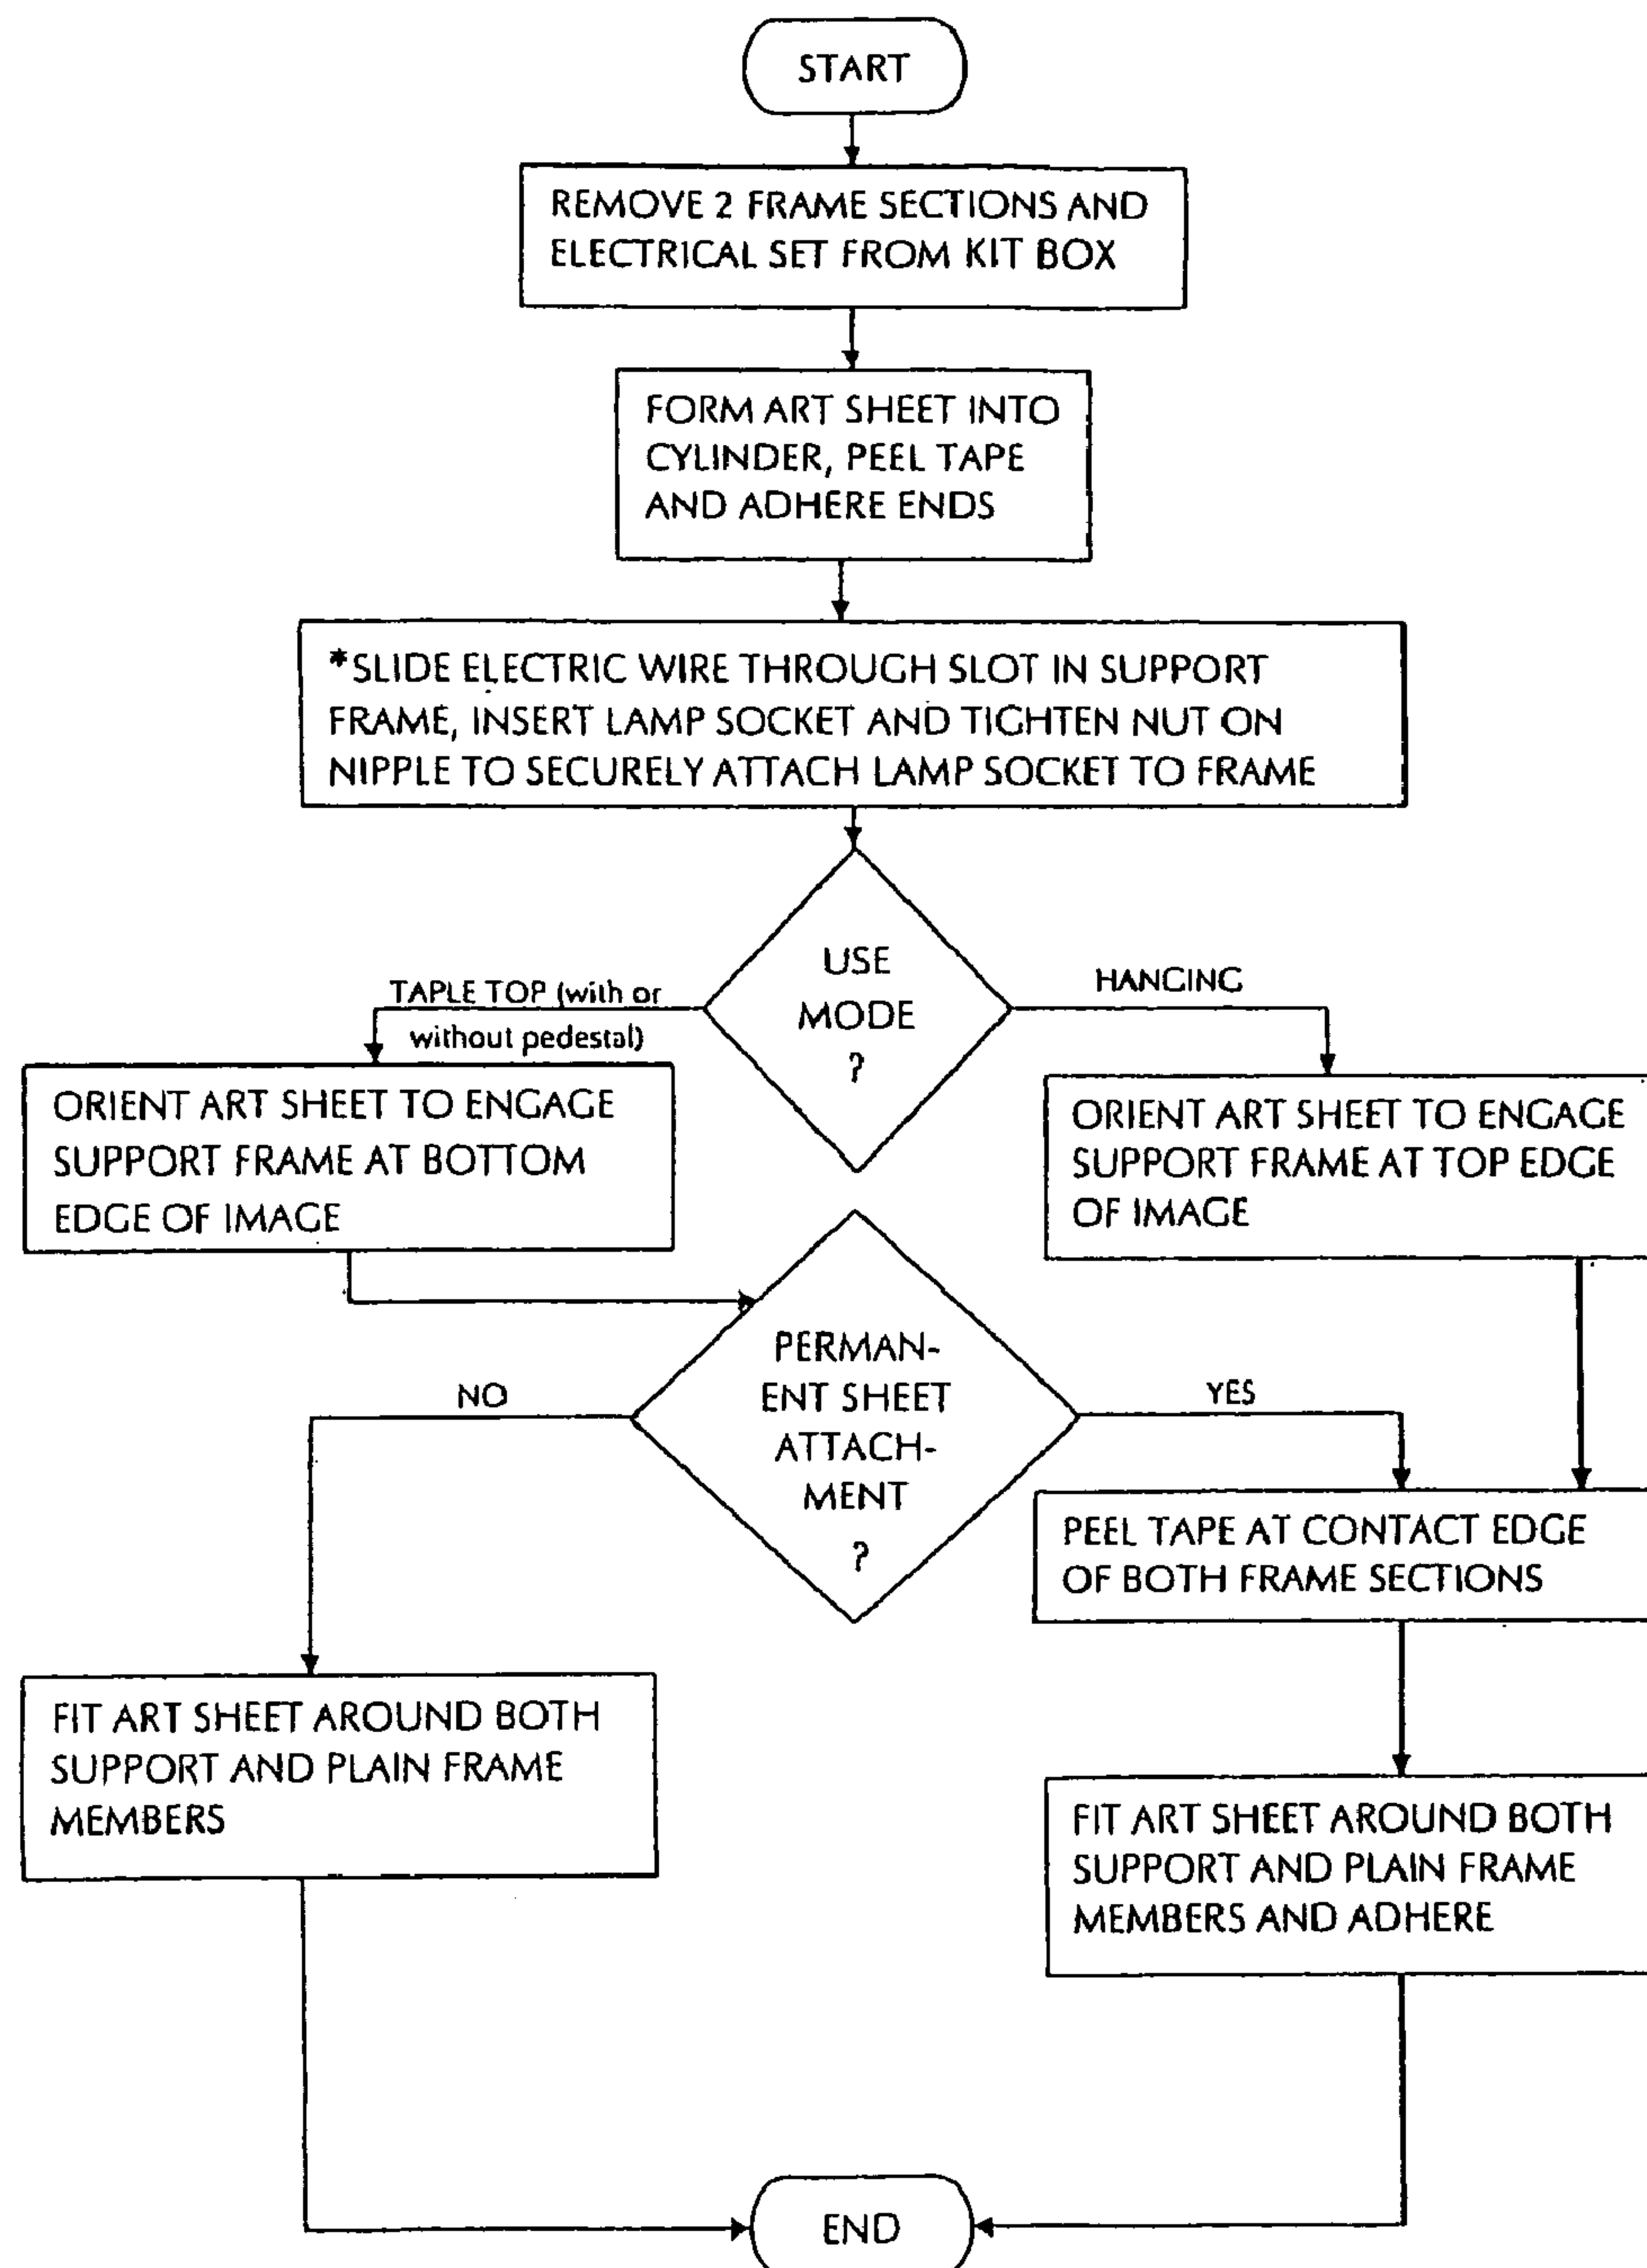 START
REMOVE 2 FRAME SECTIONS AND
ELECTRICAL SET FROM KIT BOX
FORM ART SHEET INTO
CYLINDER, PEEL TAPE
AND ADHERE ENDS
*SLIDE ELECTRIC WIRE THROUGH SLOT IN SUPPORT
FRAME, INSERT LAMP SOCKET AND TIGHTEN NUT ON
NIPPLE TO SECURELY ATTACH LAMP SOCKET TO FRAME
USE
MODE
?
TAPLE TOP (with or
without pedestal)
HANGING
ORIENT ART SHEET TO ENGAGE
SUPPORT FRAME AT BOTTOM
EDGE OF IMAGE
ORIENT ART SHEET TO ENGAGE
SUPPORT FRAME AT TOP EDGE
OF IMAGE
PERMAN-
ENT SHEET
ATTACH-
MENT
?
NO
YES
PEEL TAPE AT CONTACT EDGE
OF BOTH FRAME SECTIONS
FIT ART SHEET AROUND BOTH
SUPPORT AND PLAIN FRAME
MEMBERS
FIT ART SHEET AROUND BOTH
SUPPORT AND PLAIN FRAME
MEMBERS AND ADHERE
END